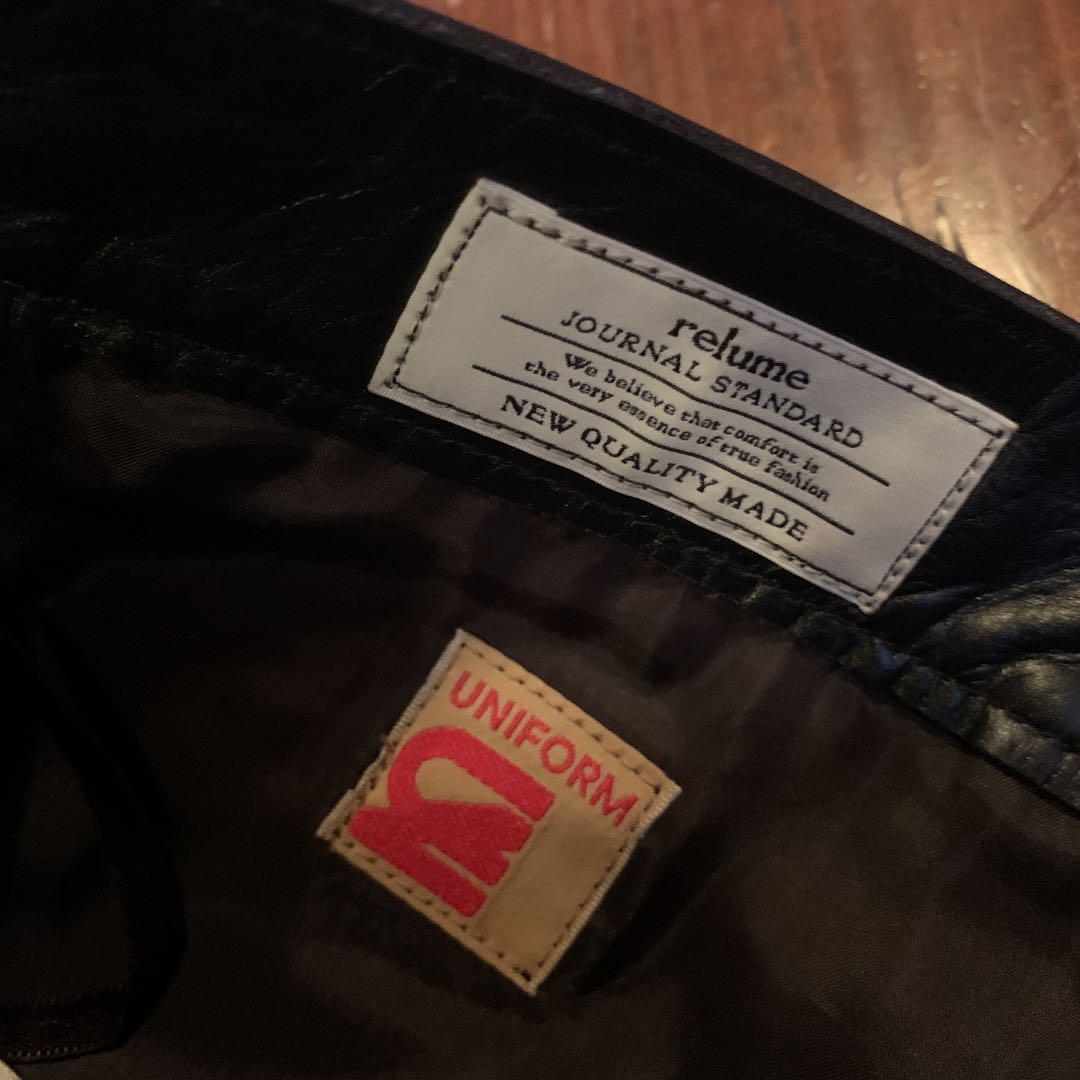 relume
JOURNAL STANDARD
We believe that comfort is
the very essence of true fashion
NEW QUALITY MADE
UNIFORM